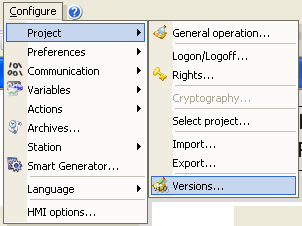 Configure
Project
Preferences
Communication
Variables
Actions
Archives...
Station
Smart Generator...
Language
HMI options...
General operation...
Logon/Logoff...
Rights...
Cryptography...
Select project...
Import...
Export...
Versions...